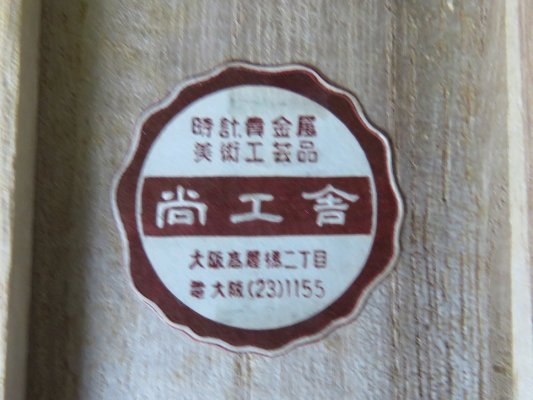 時計.貴金属
美術工芸品
尚工舎
大阪高麗橋二丁目
電大阪(23)1155